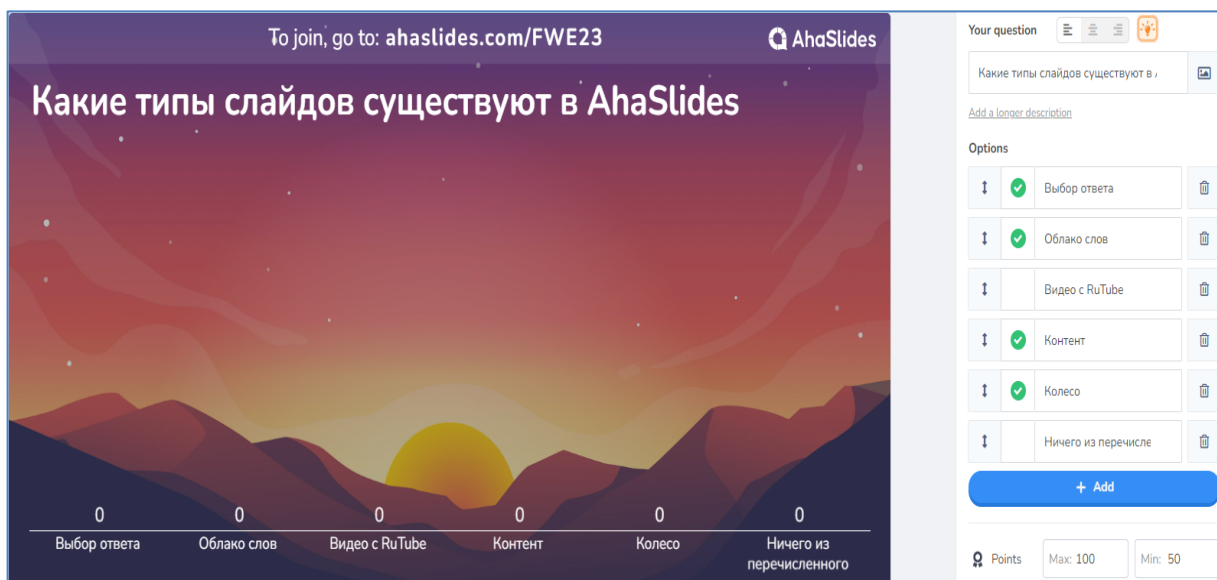 To join, go to: ahaslides.com/FWE23
AhaSlides
Какие типы слайдов существуют в AhaSlides
0
0
0
0
0
0
Выбор ответа
Облако слов
Видео с RuTube
Контент
Колесо
Ничего из
перечисленного
Your question
Какие типы слайдов существуют в
Add a longer description
Options
Выбор ответа
Облако слов
Видео с RuTube
Контент
Колесо
Ничего из перечисле
+ Add
Points
Max: 100
Min: 50